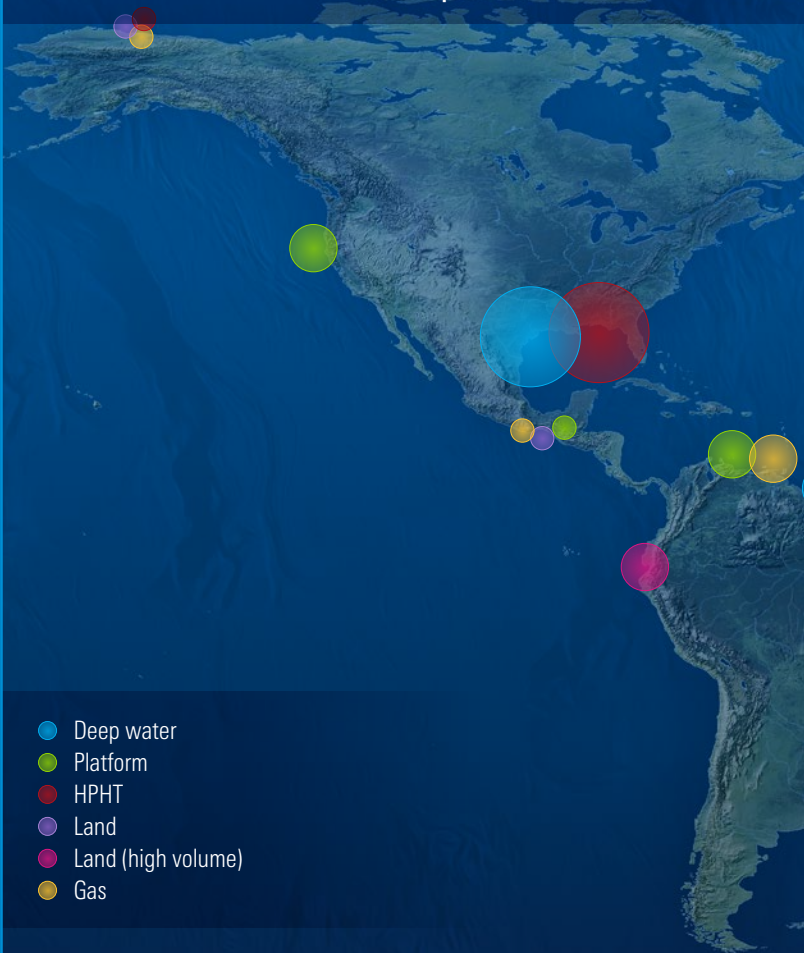 Deep water
Platform
HPHT
Land
Land (high volume)
Gas